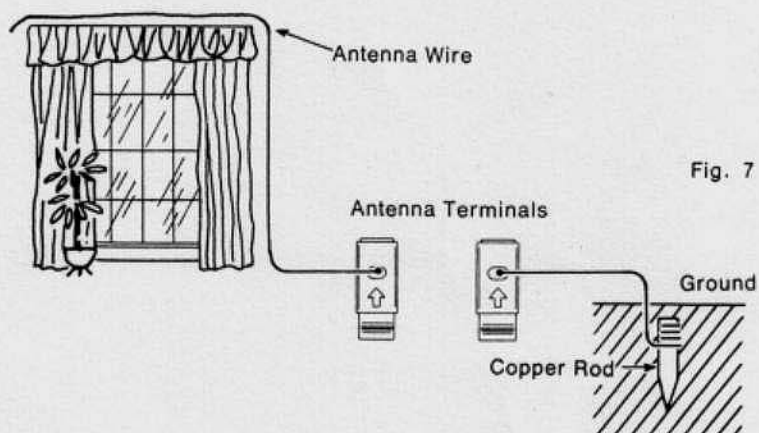 Antenna Wire
Fig. 7
Antenna Terminals
Ground
Copper Rod